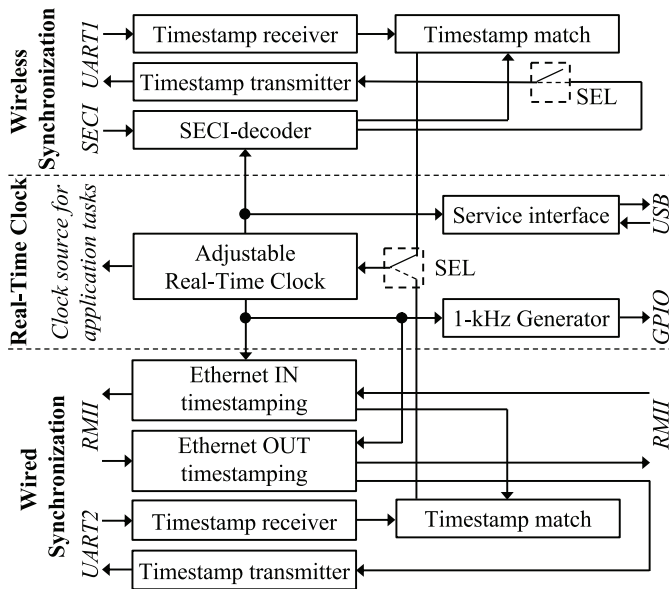 Wireless
Synchronization
UART1
Timestamp receiver
Timestamp match
Timestamp transmitter
SEL
SECI
SECI-decoder
Real-Time Clock
Clock source for
application tasks
Service interface
USB
Adjustable
Real-Time Clock
SEL
1-kHz Generator
GPIO
Wired
Synchronization
RMII
Ethernet IN
timestamping
RMII
Ethernet OUT
timestamping
UART2
Timestamp receiver
Timestamp match
Timestamp transmitter